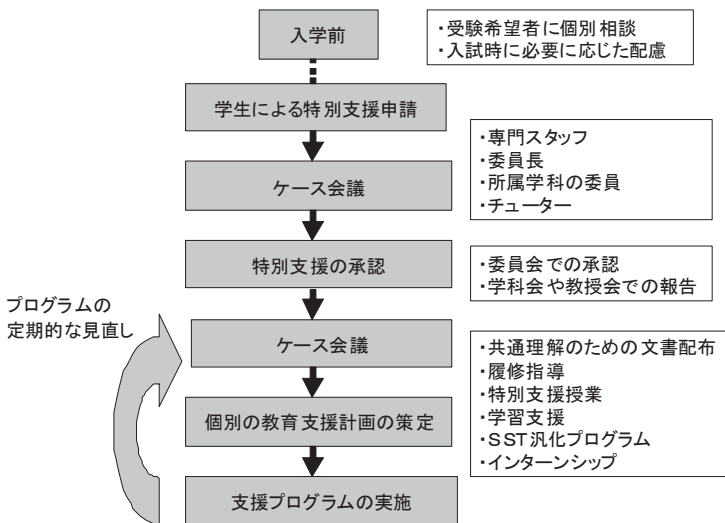 入学前
・受験希望者に個別相談
・入試時に必要に応じた配慮
学生による特別支援申請
ケース会議
・専門スタッフ
・委員長
・所属学科の委員
・チューター
特別支援の承認
・委員会での承認
・学科会や教授会での報告
プログラムの
定期的な見直し
ケース会議
・共通理解のための文書配布
・履修指導
・特別支援授業
・学習支援
・SST汎化プログラム
・インターンシップ
個別の教育支援計画の策定
支援プログラムの実施